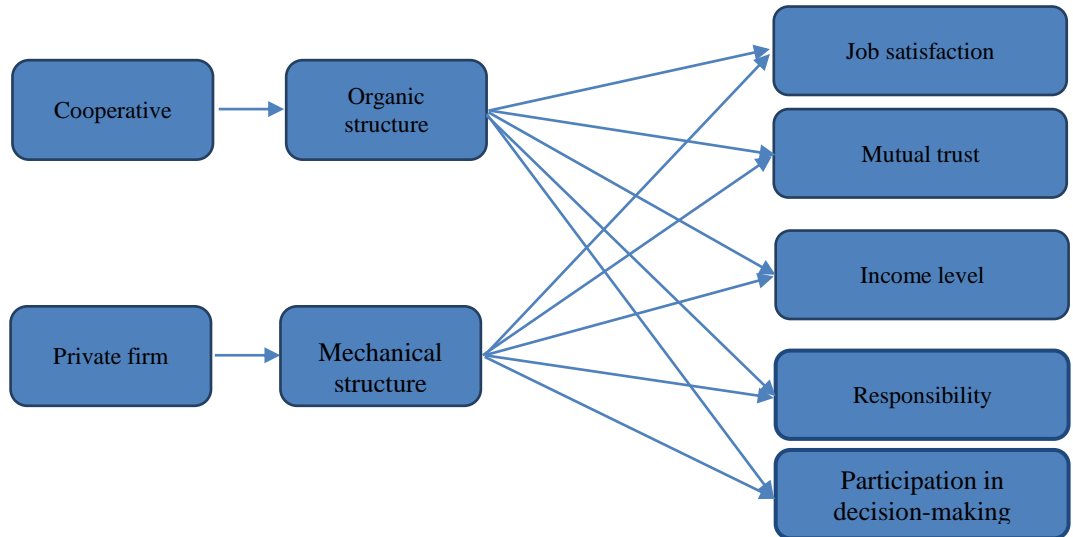 Cooperative
Organic
structure
Private firm
Mechanical
structure
Job satisfaction
Mutual trust
Income level
Responsibility
Participation in
decision-making